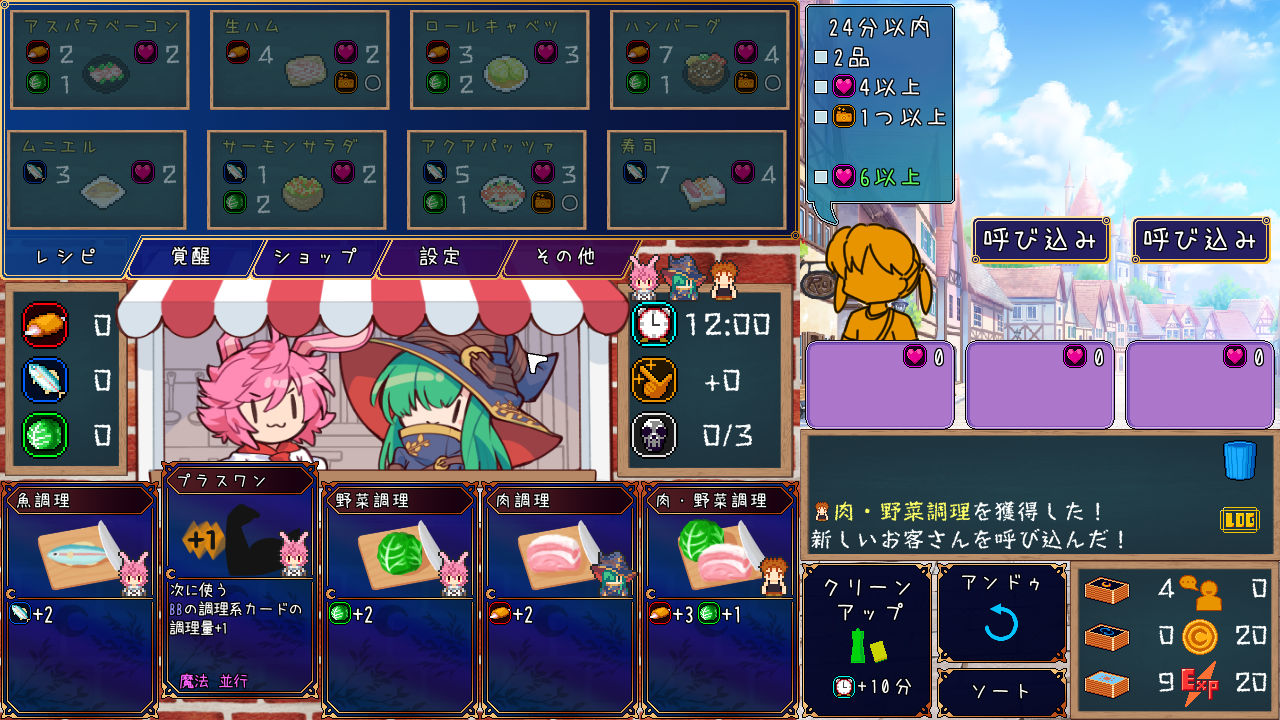 アスパラベーコン
2
2
1
生ハム
4
2
○
ロールキャベツ
3
3
2
ハンバーグ
7
4
1
○
ムニエル
3
2
サーモンサラダ
1
2
2
アクアパッツァ
5
3
1
○
寿司
7
4
レシピ
覚醒
ショップ
設定
その他
24分以内
2品
4以上
1つ以上
6以上
呼び込み
呼び込み
0
0
0
0
0
0
12:00
+0
0/3
肉・野菜調理を獲得した!
新しいお客さんを呼び込んだ!
LOG
魚調理
+2
プラスワン
+1
次に使う
BBの調理系カードの
調理量+1
魔法 並行
野菜調理
+2
肉調理
+2
肉・野菜調理
+3
+1
クリーン
アップ
+10分
アンドゥ
ソート
4
0
0
20
9
Exp
20